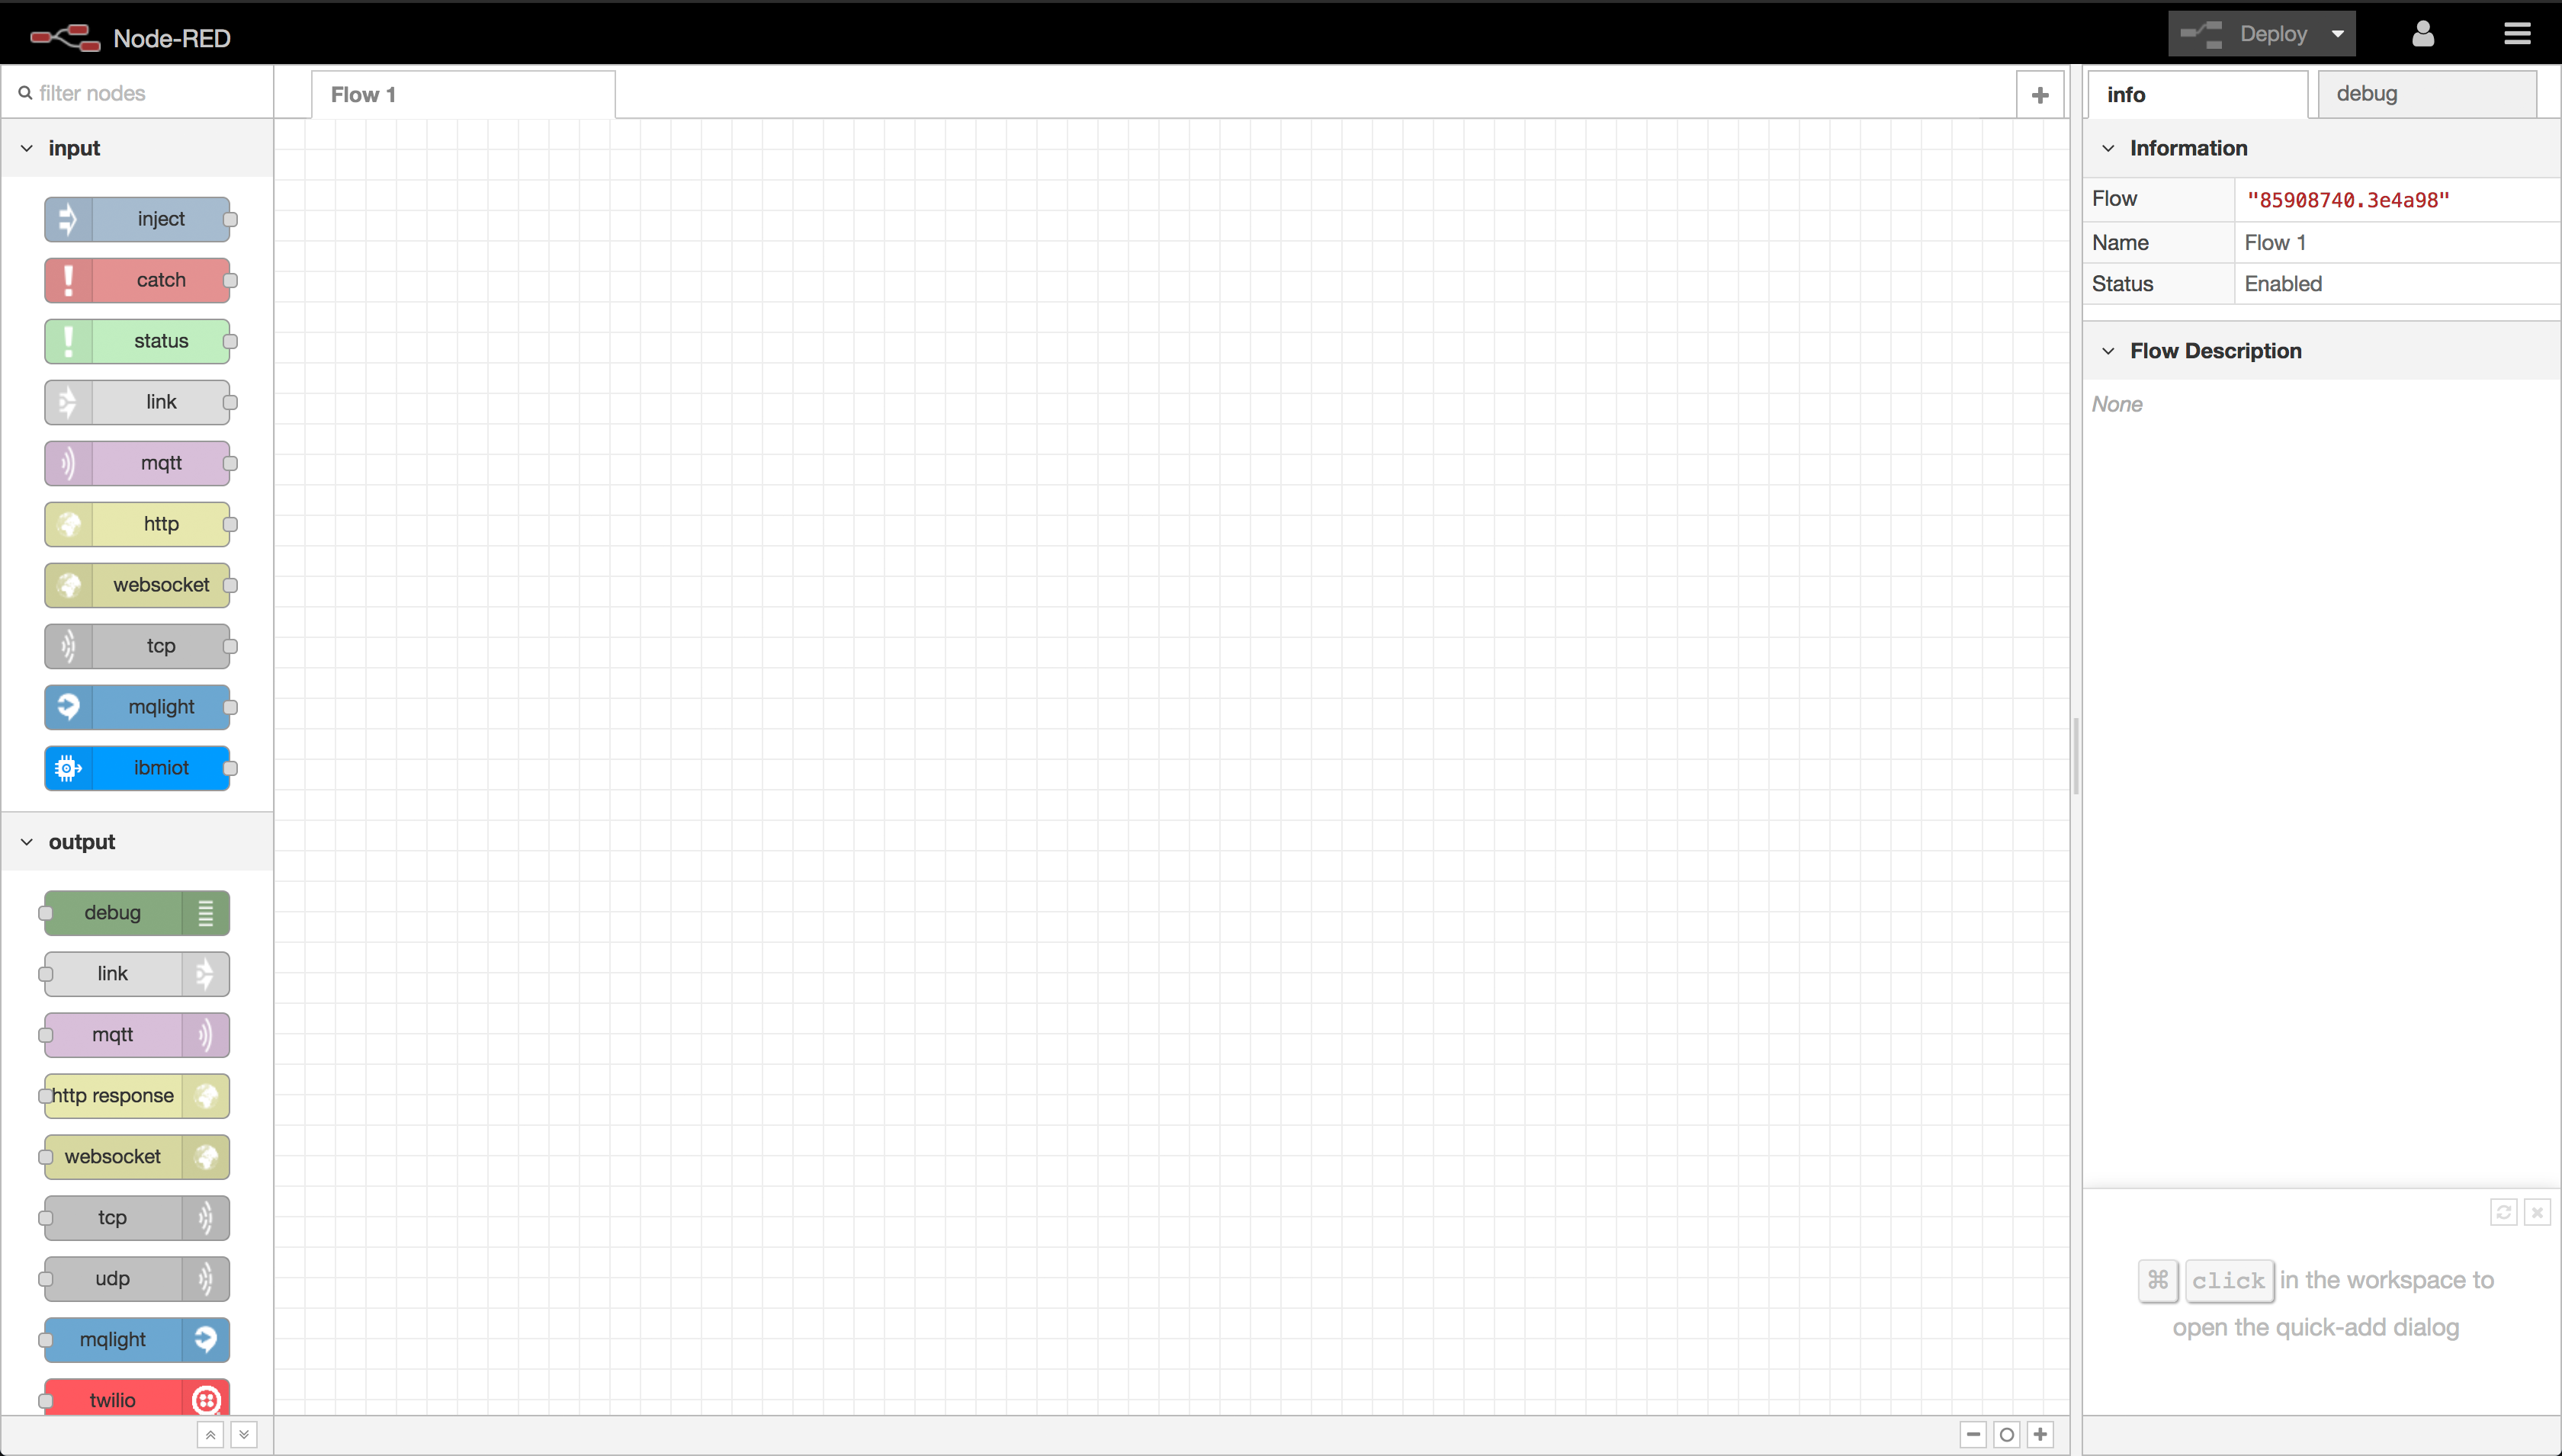 Node-RED
Deploy
filter nodes
Flow 1
info
debug
input
inject
catch
status
link
mqtt
http
websocket
tcp
mqlight
ibmiot
output
debug
link
mqtt
http response
websocket
tcp
udp
mqlight
twilio
Information
Flow "85908740.3e4a98"
Name Flow 1
Status Enabled
Flow Description
None
⌘ click in the workspace to
open the quick-add dialog